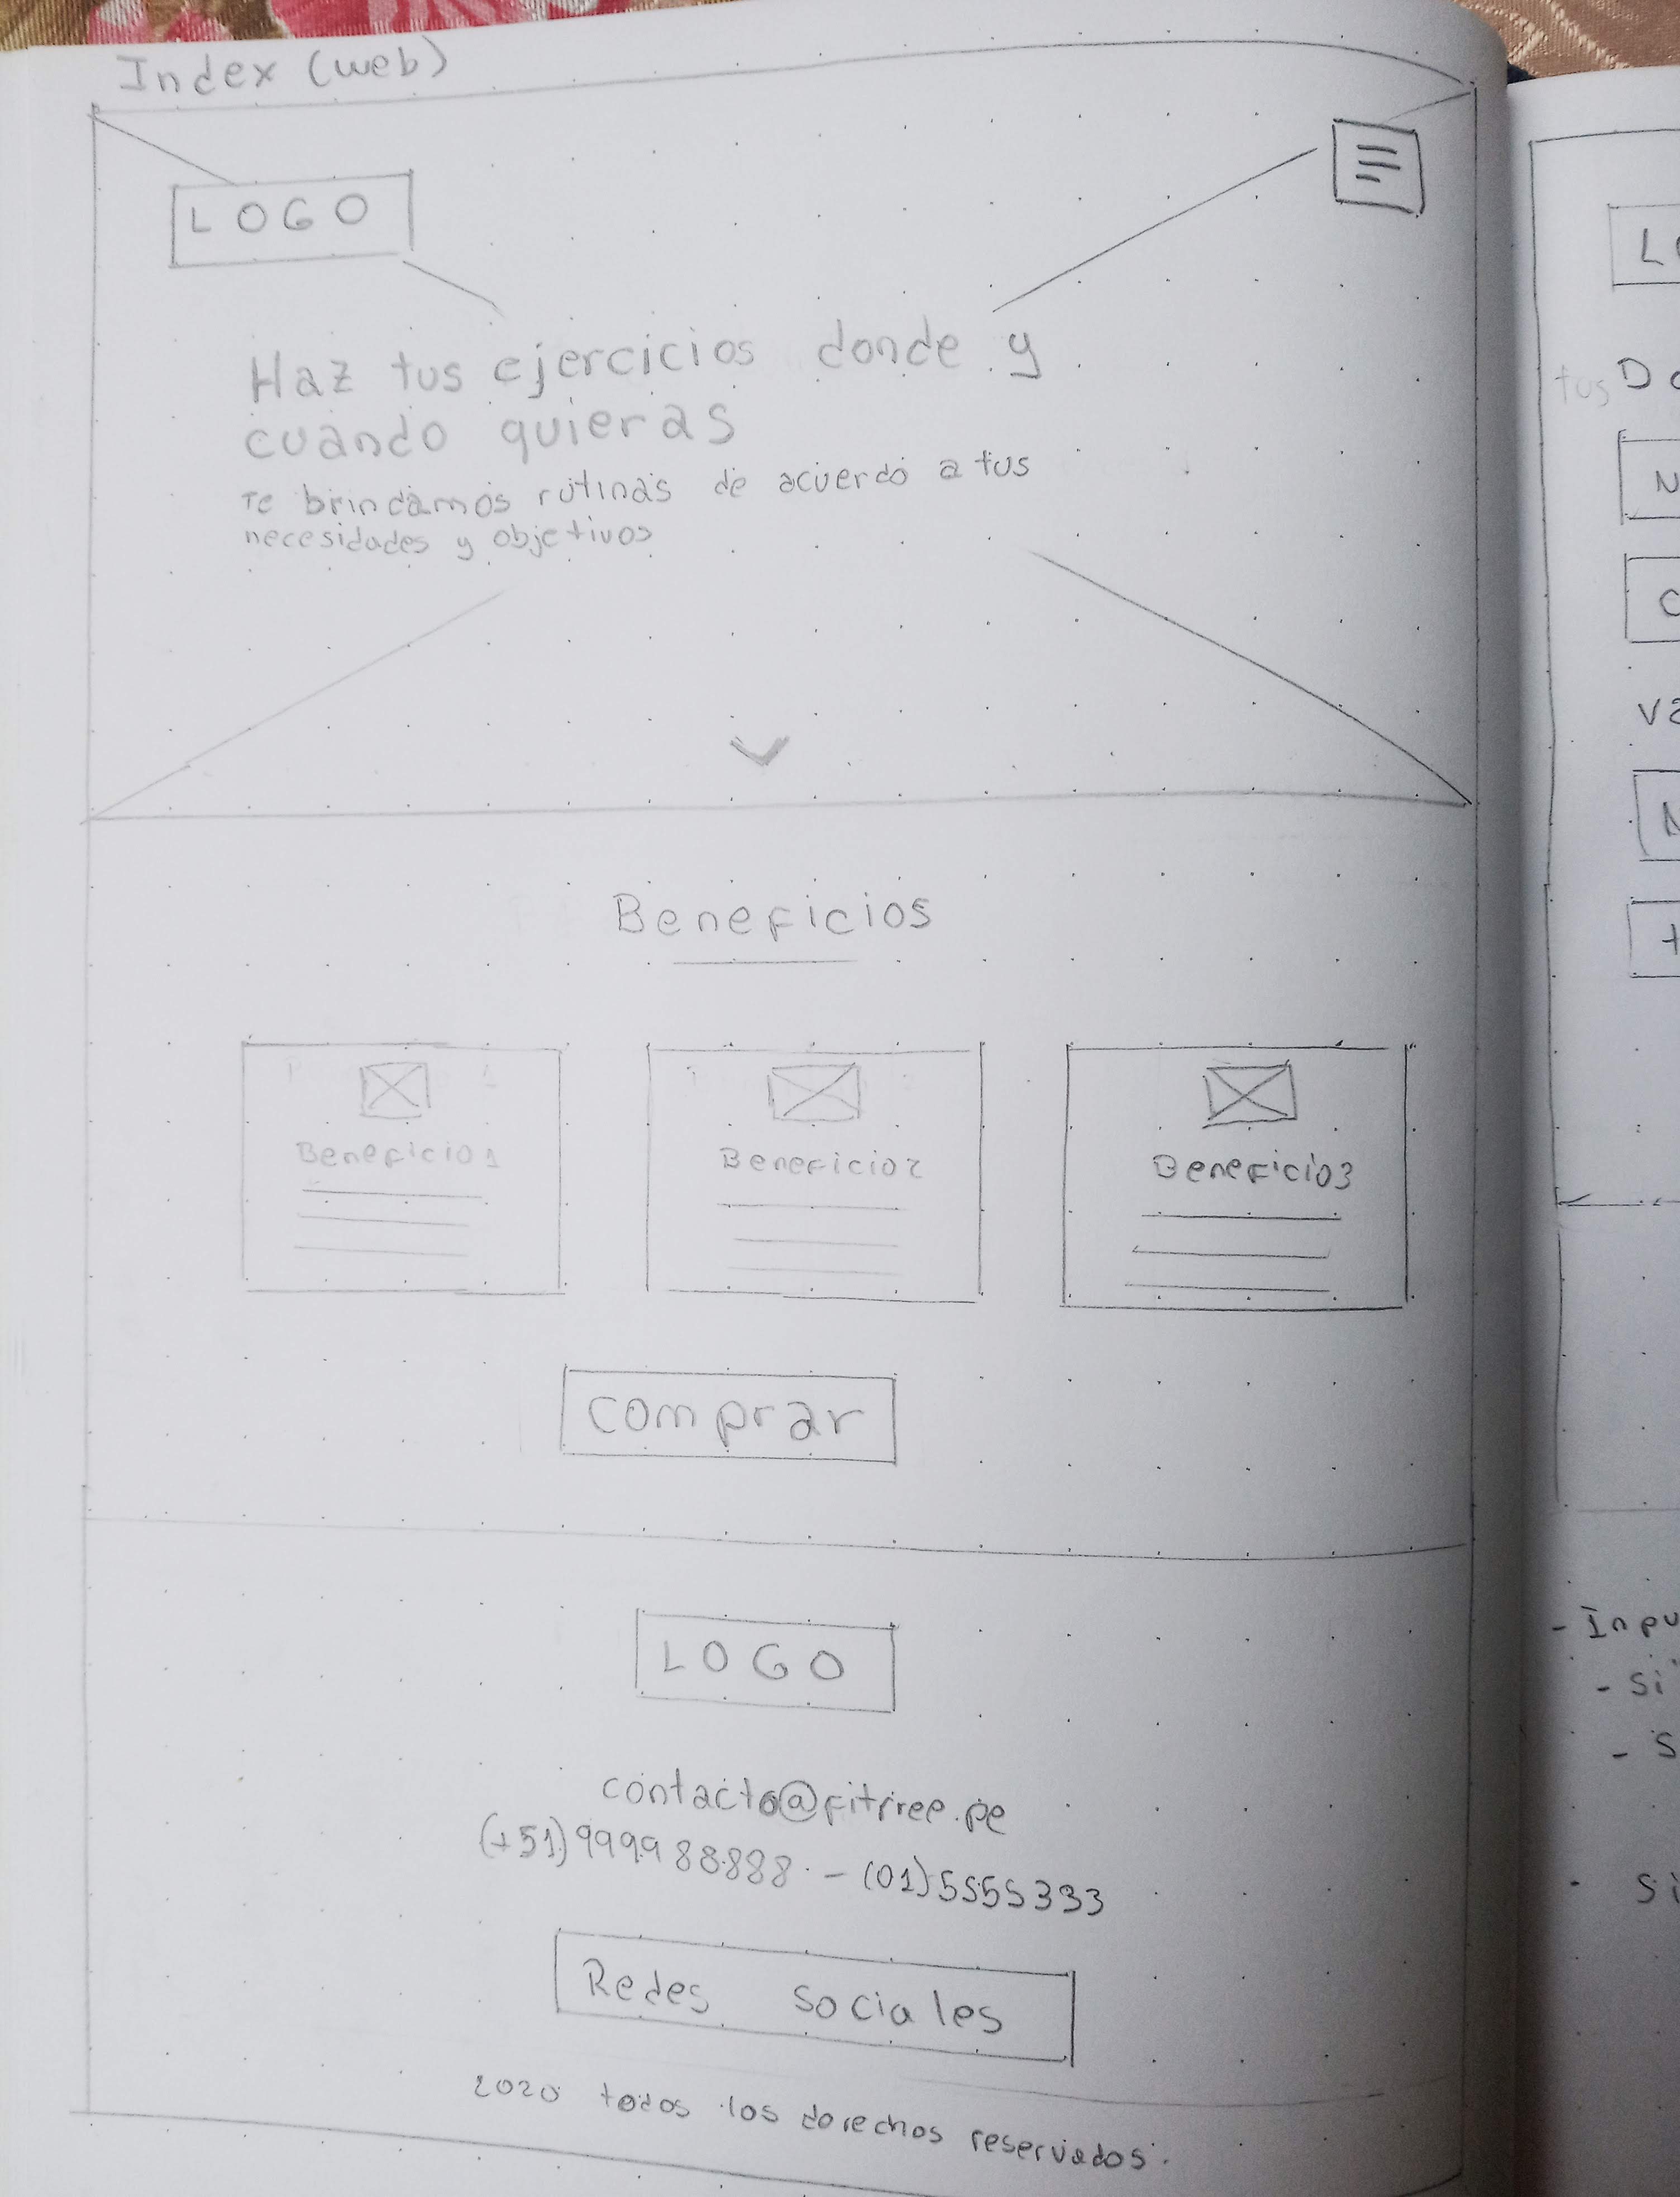 Index (web)
LOGO
Haz tus ejercicios donde y
cuando quieras
Te brindamos rutinas de acuerdo a tus
necesidades y objetivos
Beneficios
Beneficio1
Beneficio2
Beneficio3
comprar
LOGO
contacto@fitfree.pe
(+51) 999988888 - (01) 5555333
Redes sociales
2020 todos los derechos reservados.
tus
- Inpu
- si
- s
si